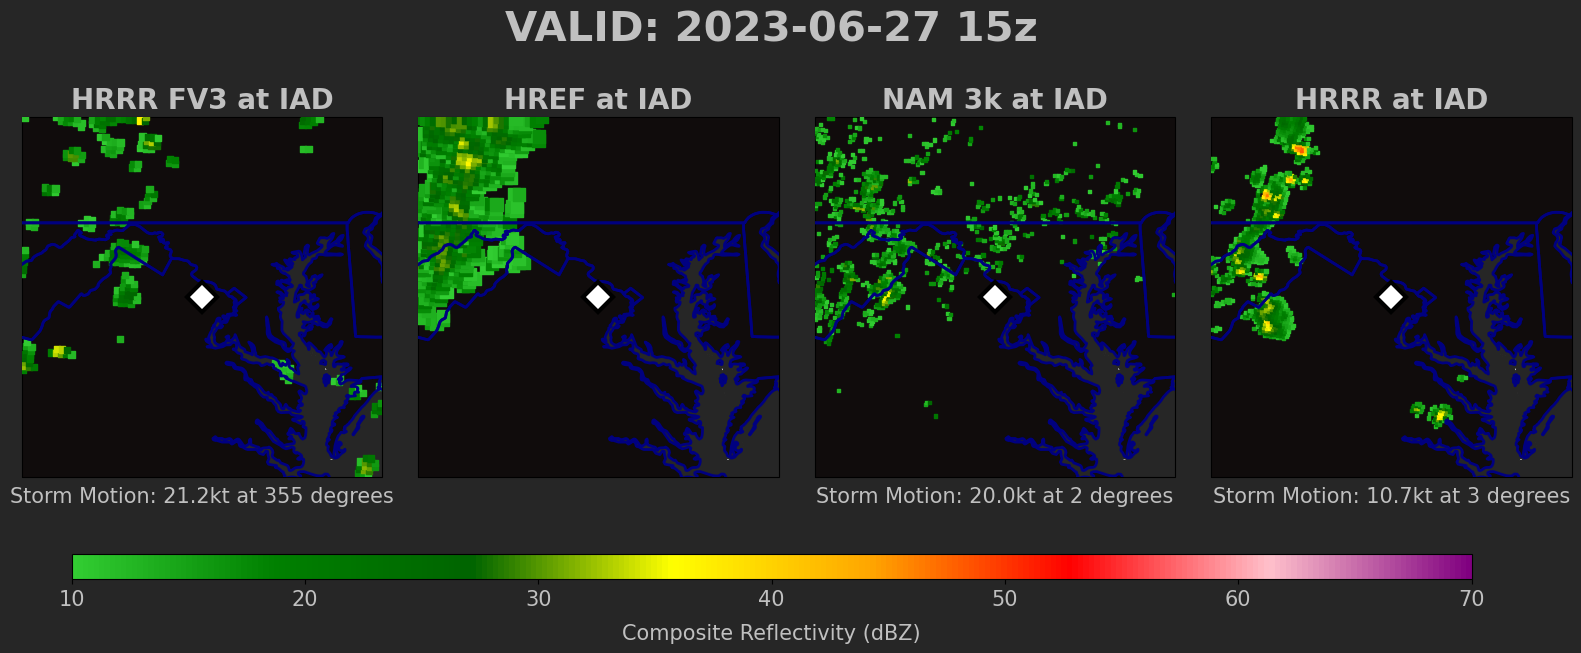 VALID: 2023-06-27 15z
HRRR FV3 at IAD
HREF at IAD
NAM 3k at IAD
HRRR at IAD
Storm Motion: 21.2kt at 355 degrees
Storm Motion: 20.0kt at 2 degrees
Storm Motion: 10.7kt at 3 degrees
10 20 30 40 50 60 70
Composite Reflectivity (dBZ)